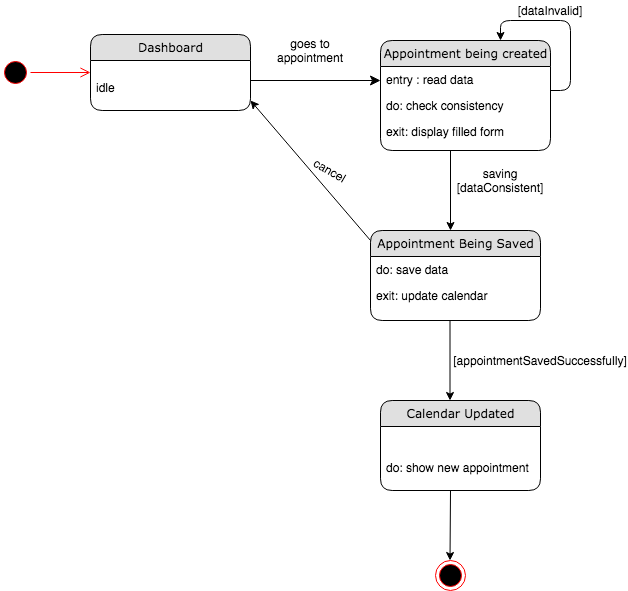 [dataInvalid]
Dashboard
goes to
appointment
Appointment being created
idle
entry : read data
do: check consistency
exit: display filled form
cancel
saving
[dataConsistent]
Appointment Being Saved
do: save data
exit: update calendar
[appointmentSavedSuccessfully]
Calendar Updated
do: show new appointment